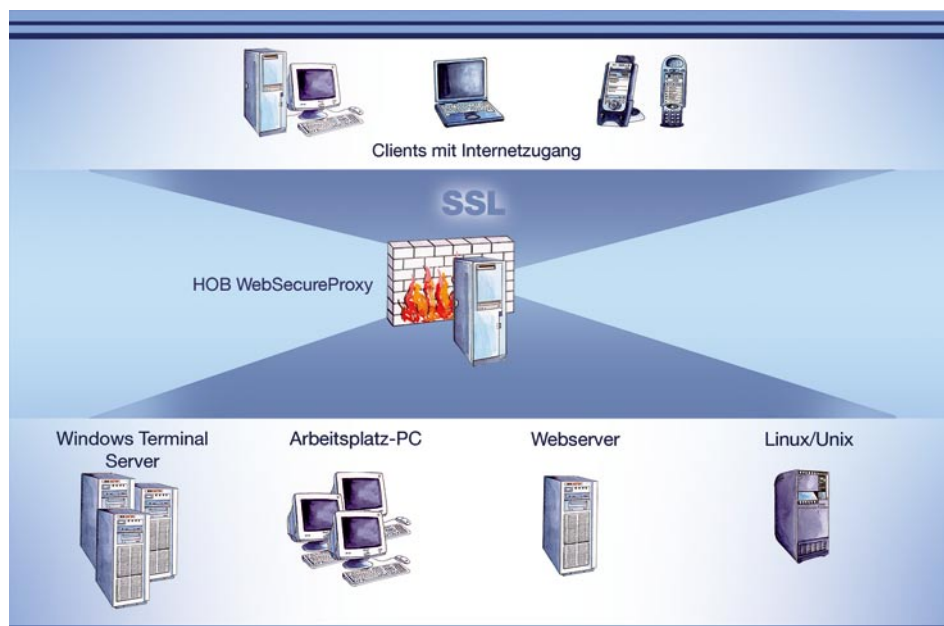 Clients mit Internetzugang
SSL
HOB WebSecureProxy
Windows Terminal
Server
Arbeitsplatz-PC
Webserver
Linux/Unix